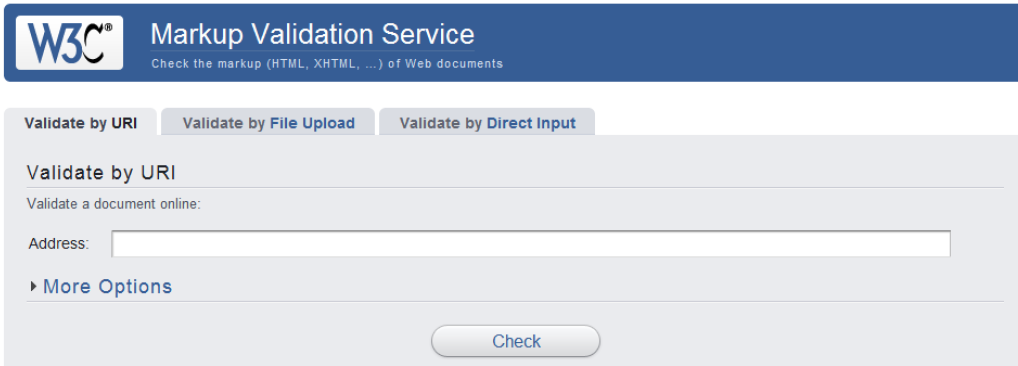 W3C®
Markup Validation Service
Check the markup (HTML, XHTML, …) of Web documents
Validate by URI Validate by File Upload Validate by Direct Input
Validate by URI
Validate a document online:
Address:
More Options
Check